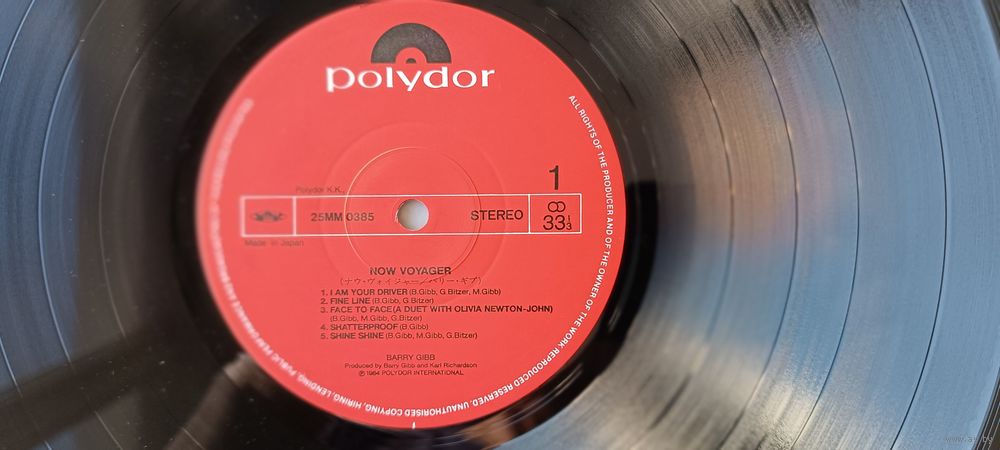 polydor
Polydor K.K.,
25MM 0385
STEREO
1
33 1/3
Made in Japan
NOW VOYAGER
(ナウ・ヴォイジャー/バリー・ギブ)
1. I AM YOUR DRIVER (B.Gibb, G.Bitzer, M.Gibb)
2. FINE LINE (B.Gibb, G.Bitzer)
3. FACE TO FACE (A DUET WITH OLIVIA NEWTON-JOHN)
(B.Gibb, M.Gibb, G.Bitzer)
4. SHATTERPROOF (B.Gibb)
5. SHINE SHINE (B.Gibb, M.Gibb, G.Bitzer)
BARRY GIBB
Produced by Barry Gibb and Karl Richardson
℗ 1984 POLYDOR INTERNATIONAL
ALL RIGHTS OF THE PRODUCER AND OF THE OWNER OF THE WORK REPRODUCED RESERVED. UNAUTHORISED COPYING, HIRING, LENDING, PUBLIC PERFORMANCE AND